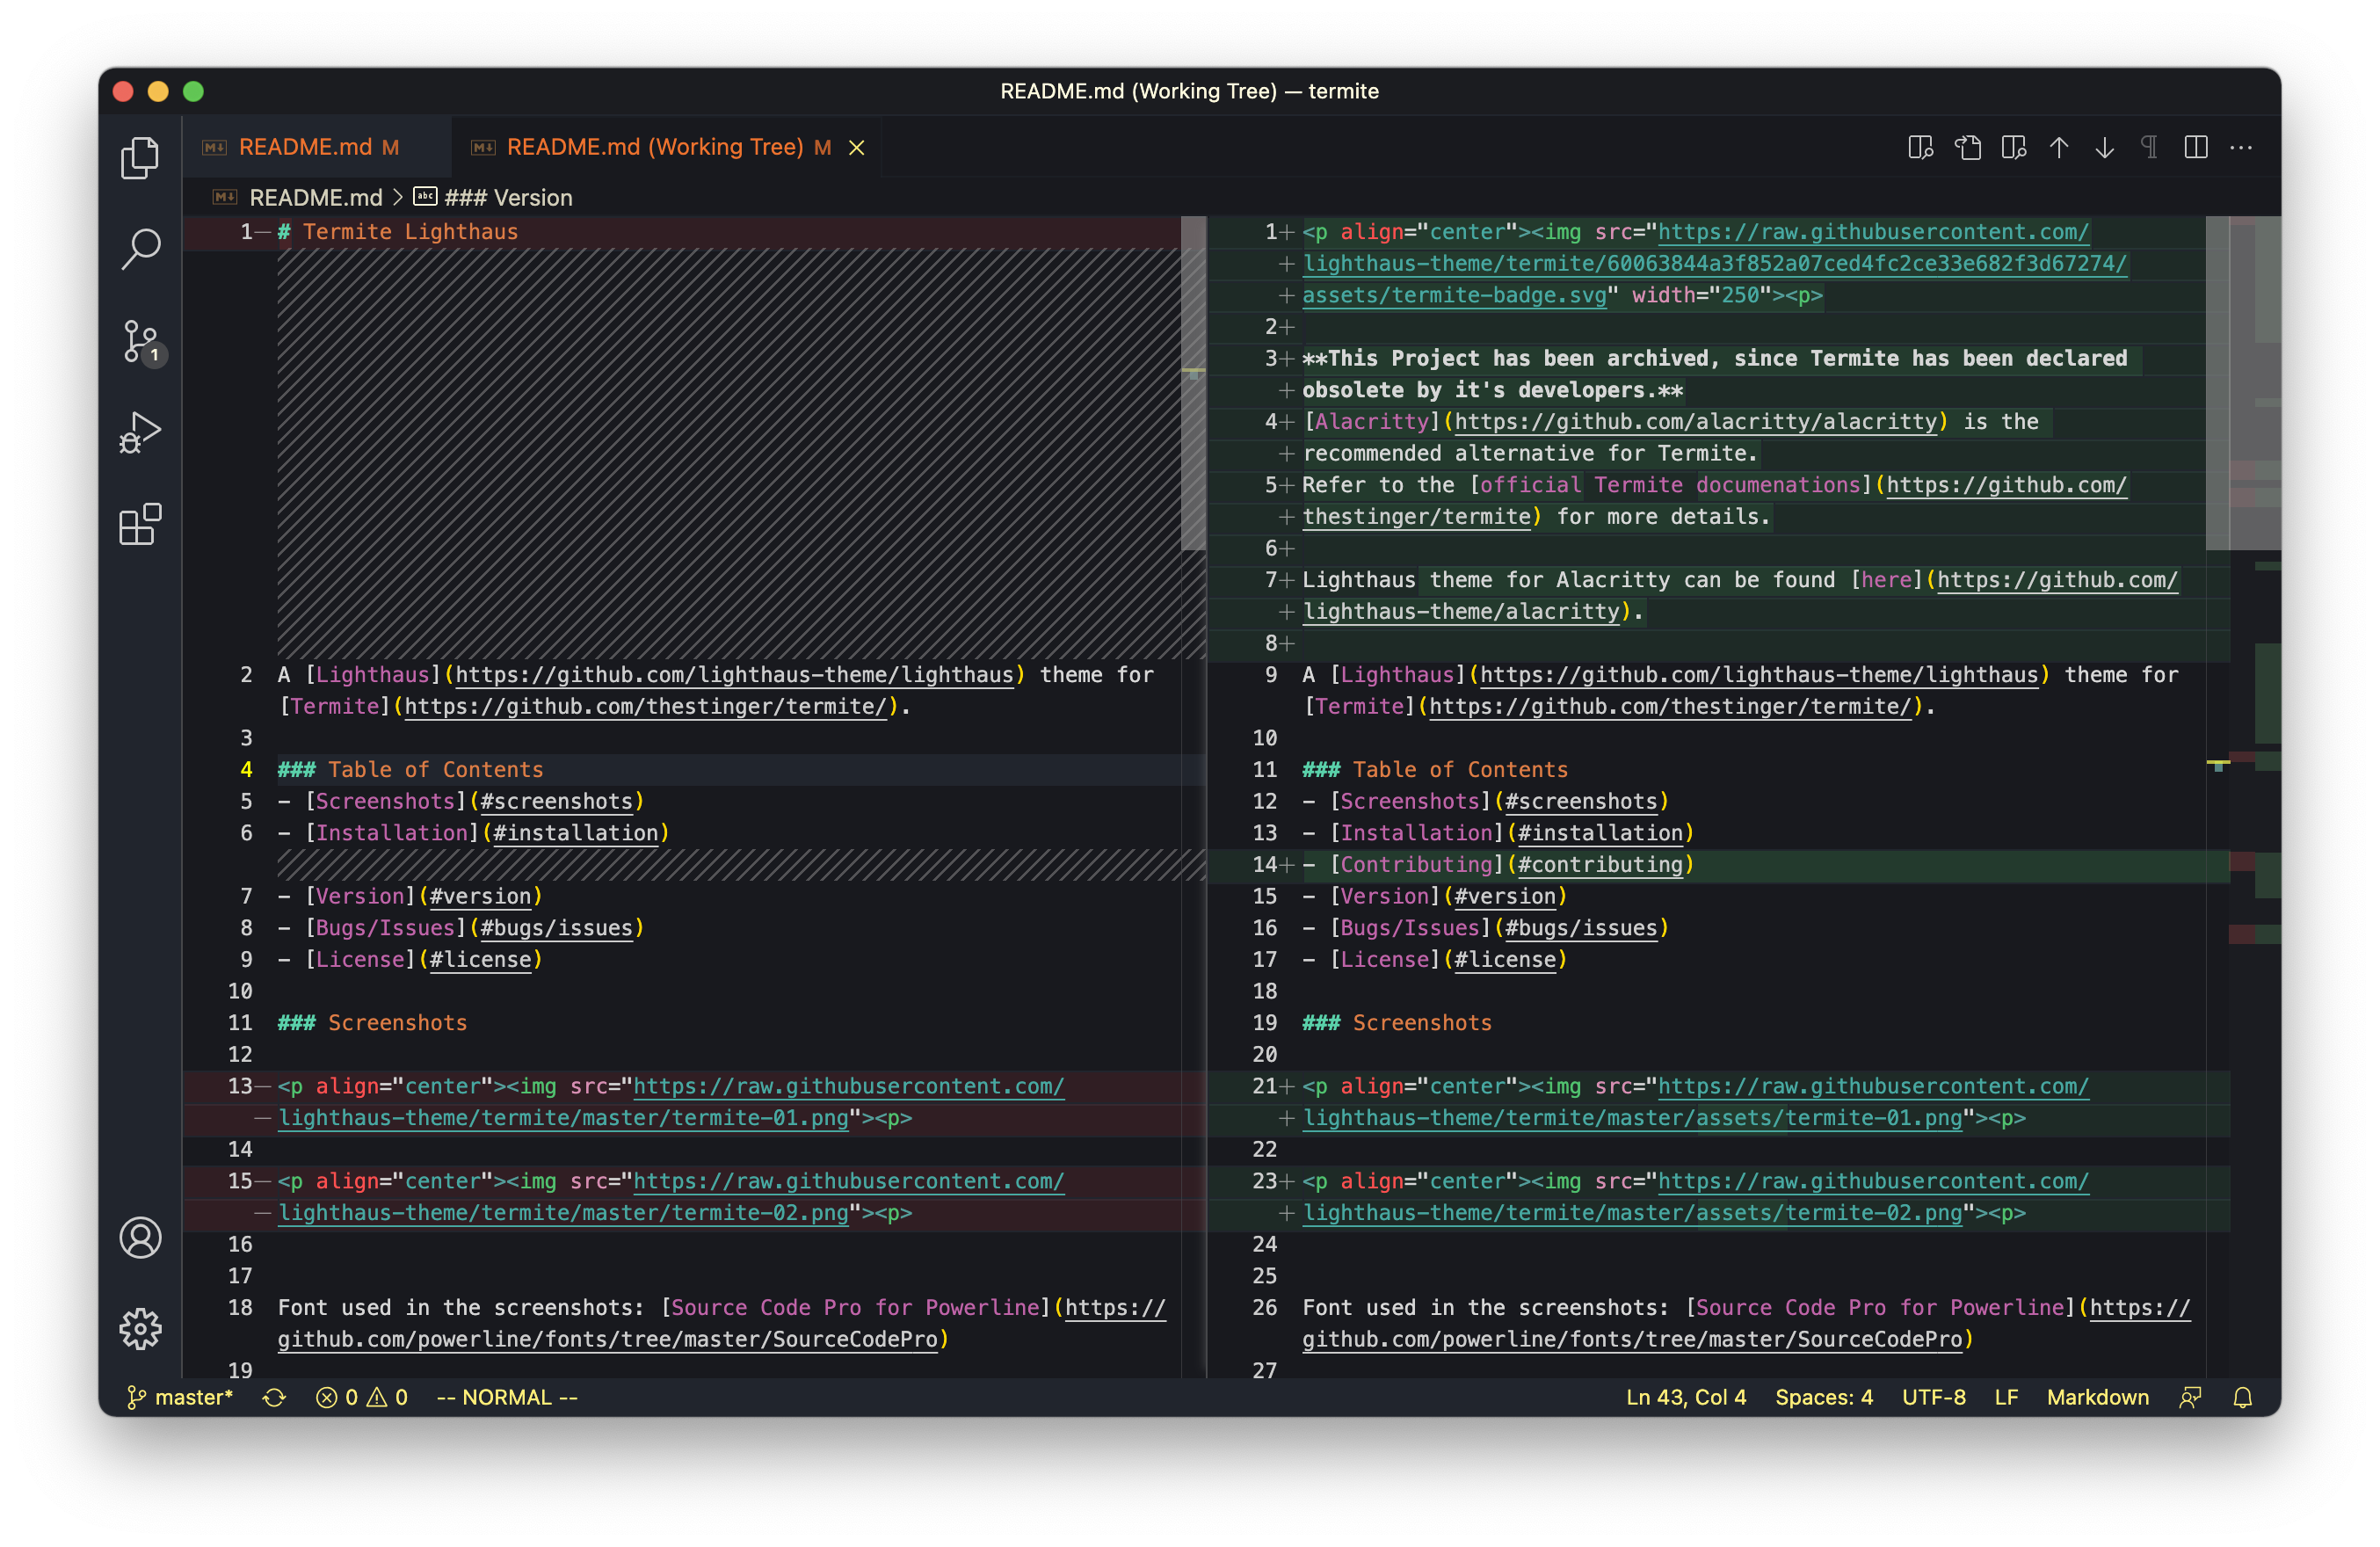 README.md (Working Tree) — termite
README.md M
README.md (Working Tree) M
README.md > ### Version
1 — # Termite Lighthaus
2 A [Lighthaus](https://github.com/lighthaus-theme/lighthaus) theme for
[Termite](https://github.com/thestinger/termite/).
3
4 ### Table of Contents
5 - [Screenshots](#screenshots)
6 - [Installation](#installation)
7 - [Version](#version)
8 - [Bugs/Issues](#bugs/issues)
9 - [License](#license)
10
11 ### Screenshots
12
13 — <p align="center"><img src="https://raw.githubusercontent.com/
— lighthaus-theme/termite/master/termite-01.png"><p>
14
15 — <p align="center"><img src="https://raw.githubusercontent.com/
— lighthaus-theme/termite/master/termite-02.png"><p>
16
17
18 Font used in the screenshots: [Source Code Pro for Powerline](https://
github.com/powerline/fonts/tree/master/SourceCodePro)
19
1 + <p align="center"><img src="https://raw.githubusercontent.com/
+ lighthaus-theme/termite/60063844a3f852a07ced4fc2ce33e682f3d67274/
+ assets/termite-badge.svg" width="250"><p>
2 +
3 + **This Project has been archived, since Termite has been declared
+ obsolete by it's developers.**
4 + [Alacritty](https://github.com/alacritty/alacritty) is the
+ recommended alternative for Termite.
5 + Refer to the [official Termite documenations](https://github.com/
+ thestinger/termite) for more details.
6 +
7 + Lighthaus theme for Alacritty can be found [here](https://github.com/
+ lighthaus-theme/alacritty).
8 +
9 A [Lighthaus](https://github.com/lighthaus-theme/lighthaus) theme for
[Termite](https://github.com/thestinger/termite/).
10
11 ### Table of Contents
12 - [Screenshots](#screenshots)
13 - [Installation](#installation)
14 + - [Contributing](#contributing)
15 - [Version](#version)
16 - [Bugs/Issues](#bugs/issues)
17 - [License](#license)
18
19 ### Screenshots
20
21 + <p align="center"><img src="https://raw.githubusercontent.com/
+ lighthaus-theme/termite/master/assets/termite-01.png"><p>
22
23 + <p align="center"><img src="https://raw.githubusercontent.com/
+ lighthaus-theme/termite/master/assets/termite-02.png"><p>
24
25
26 Font used in the screenshots: [Source Code Pro for Powerline](https://
github.com/powerline/fonts/tree/master/SourceCodePro)
27
1
master* 0 0 -- NORMAL -- Ln 43, Col 4 Spaces: 4 UTF-8 LF Markdown